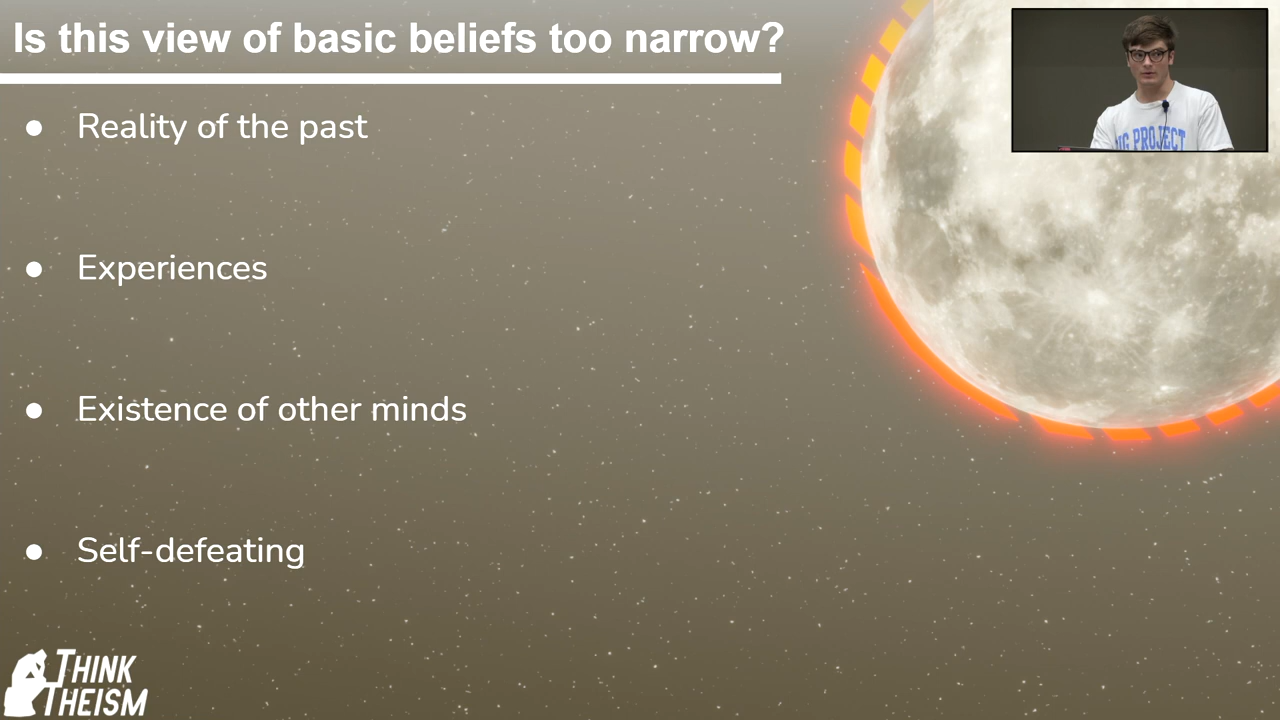 Is this view of basic beliefs too narrow?
● Reality of the past
● Experiences
● Existence of other minds
● Self-defeating
THINK
THEISM
PROJECT